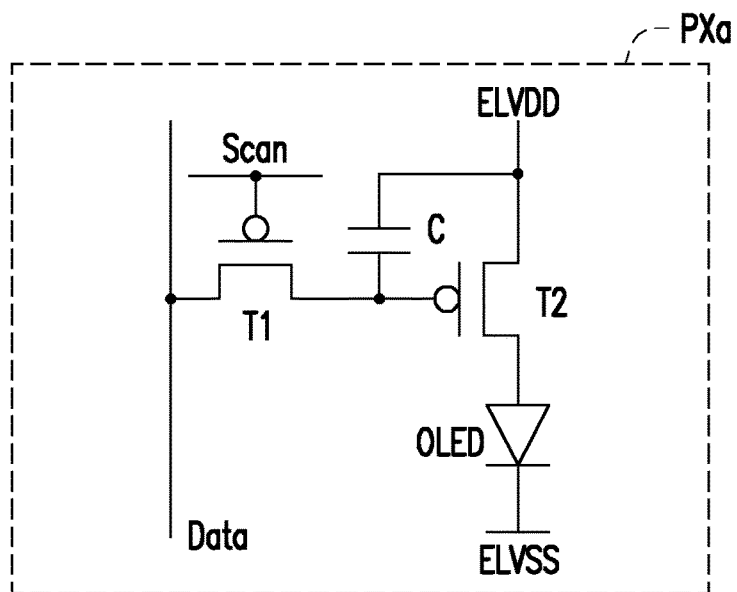 PXa
ELVDD
Scan
C
T1
T2
OLED
Data
ELVSS